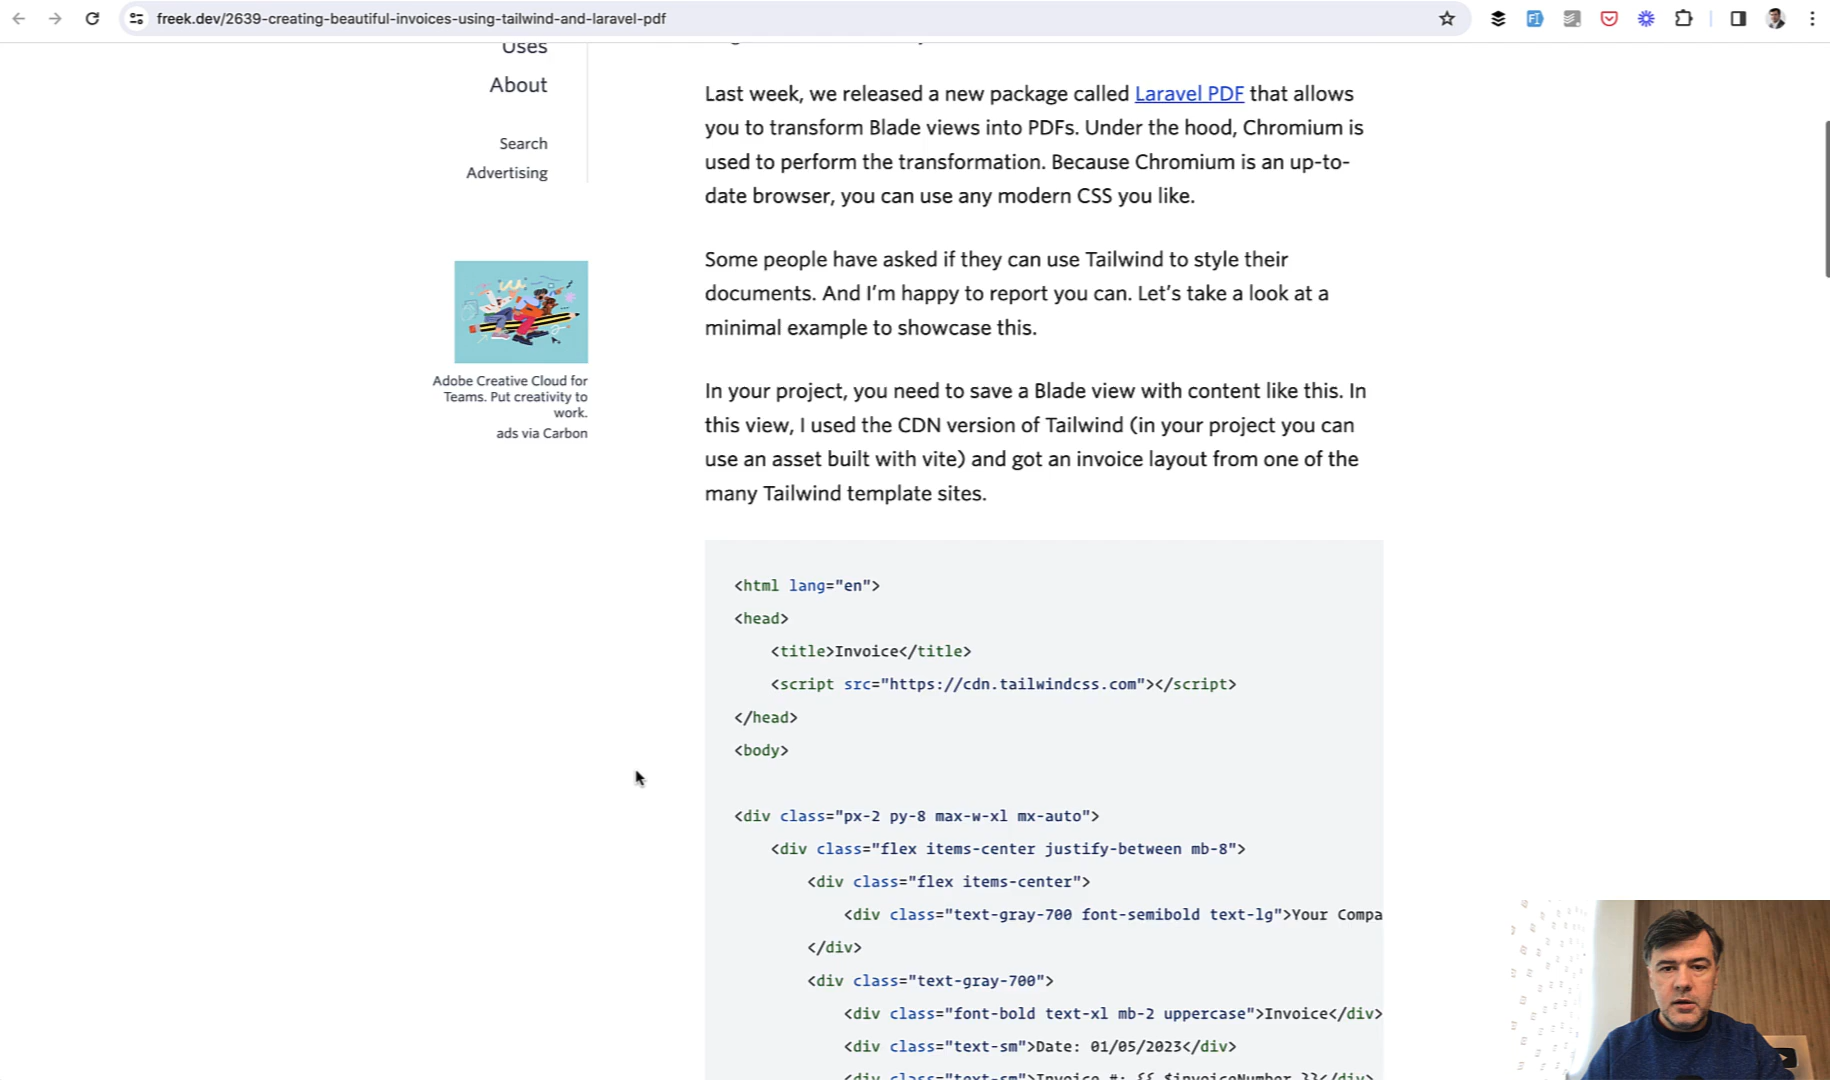 freek.dev/2639-creating-beautiful-invoices-using-tailwind-and-laravel-pdf
Uses
About
Search
Advertising
Adobe Creative Cloud for
Teams. Put creativity to
work.
ads via Carbon
Last week, we released a new package called Laravel PDF that allows
you to transform Blade views into PDFs. Under the hood, Chromium is
used to perform the transformation. Because Chromium is an up-to-
date browser, you can use any modern CSS you like.
Some people have asked if they can use Tailwind to style their
documents. And I’m happy to report you can. Let’s take a look at a
minimal example to showcase this.
In your project, you need to save a Blade view with content like this. In
this view, I used the CDN version of Tailwind (in your project you can
use an asset built with vite) and got an invoice layout from one of the
many Tailwind template sites.
<html lang="en">
<head>
<title>Invoice</title>
<script src="https://cdn.tailwindcss.com"></script>
</head>
<body>
<div class="px-2 py-8 max-w-xl mx-auto">
<div class="flex items-center justify-between mb-8">
<div class="flex items-center">
<div class="text-gray-700 font-semibold text-lg">Your Compa
</div>
<div class="text-gray-700">
<div class="font-bold text-xl mb-2 uppercase">Invoice</div>
<div class="text-sm">Date: 01/05/2023</div>
<div class="text-sm">Invoice #: {{ $invoiceNumber }}</div>